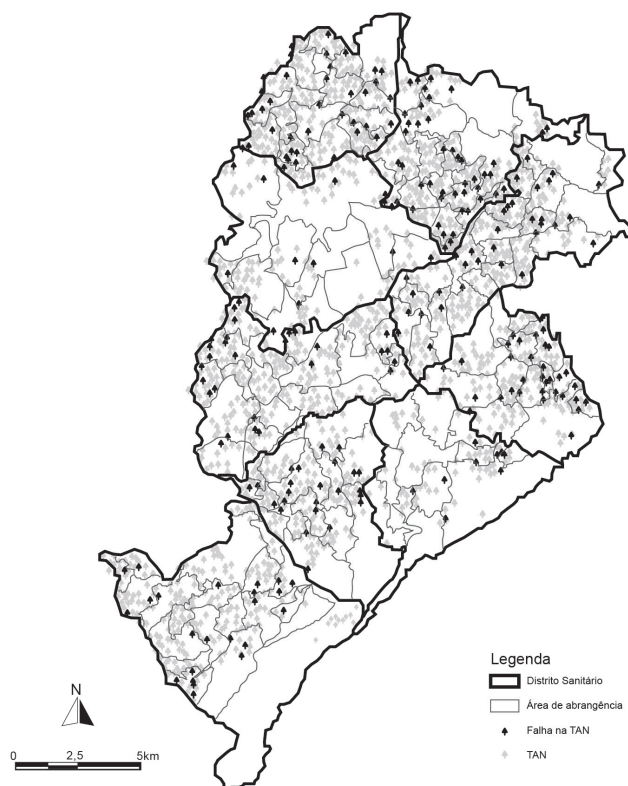 Legenda
Distrito Sanitário
Área de abrangência
Falha na TAN
TAN
N
0 2,5 5km